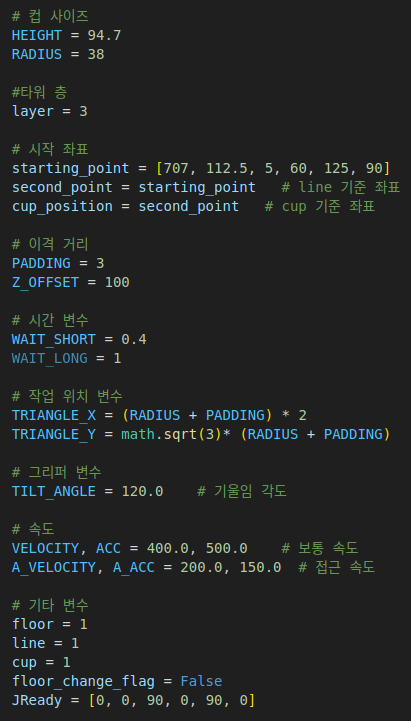 # 컵 사이즈
HEIGHT = 94.7
RADIUS = 38
#타워 층
layer = 3
# 시작 좌표
starting_point = [707, 112.5, 5, 60, 125, 90]
second_point = starting_point   # line 기준 좌표
cup_position = second_point   # cup 기준 좌표
# 이격 거리
PADDING = 3
Z_OFFSET = 100
# 시간 변수
WAIT_SHORT = 0.4
WAIT_LONG = 1
# 작업 위치 변수
TRIANGLE_X = (RADIUS + PADDING) * 2
TRIANGLE_Y = math.sqrt(3)* (RADIUS + PADDING)
# 그리퍼 변수
TILT_ANGLE = 120.0    # 기울임 각도
# 속도
VELOCITY, ACC = 400.0, 500.0    # 보통 속도
A_VELOCITY, A_ACC = 200.0, 150.0  # 접근 속도
# 기타 변수
floor = 1
line = 1
cup = 1
floor_change_flag = False
JReady = [0, 0, 90, 0, 90, 0]